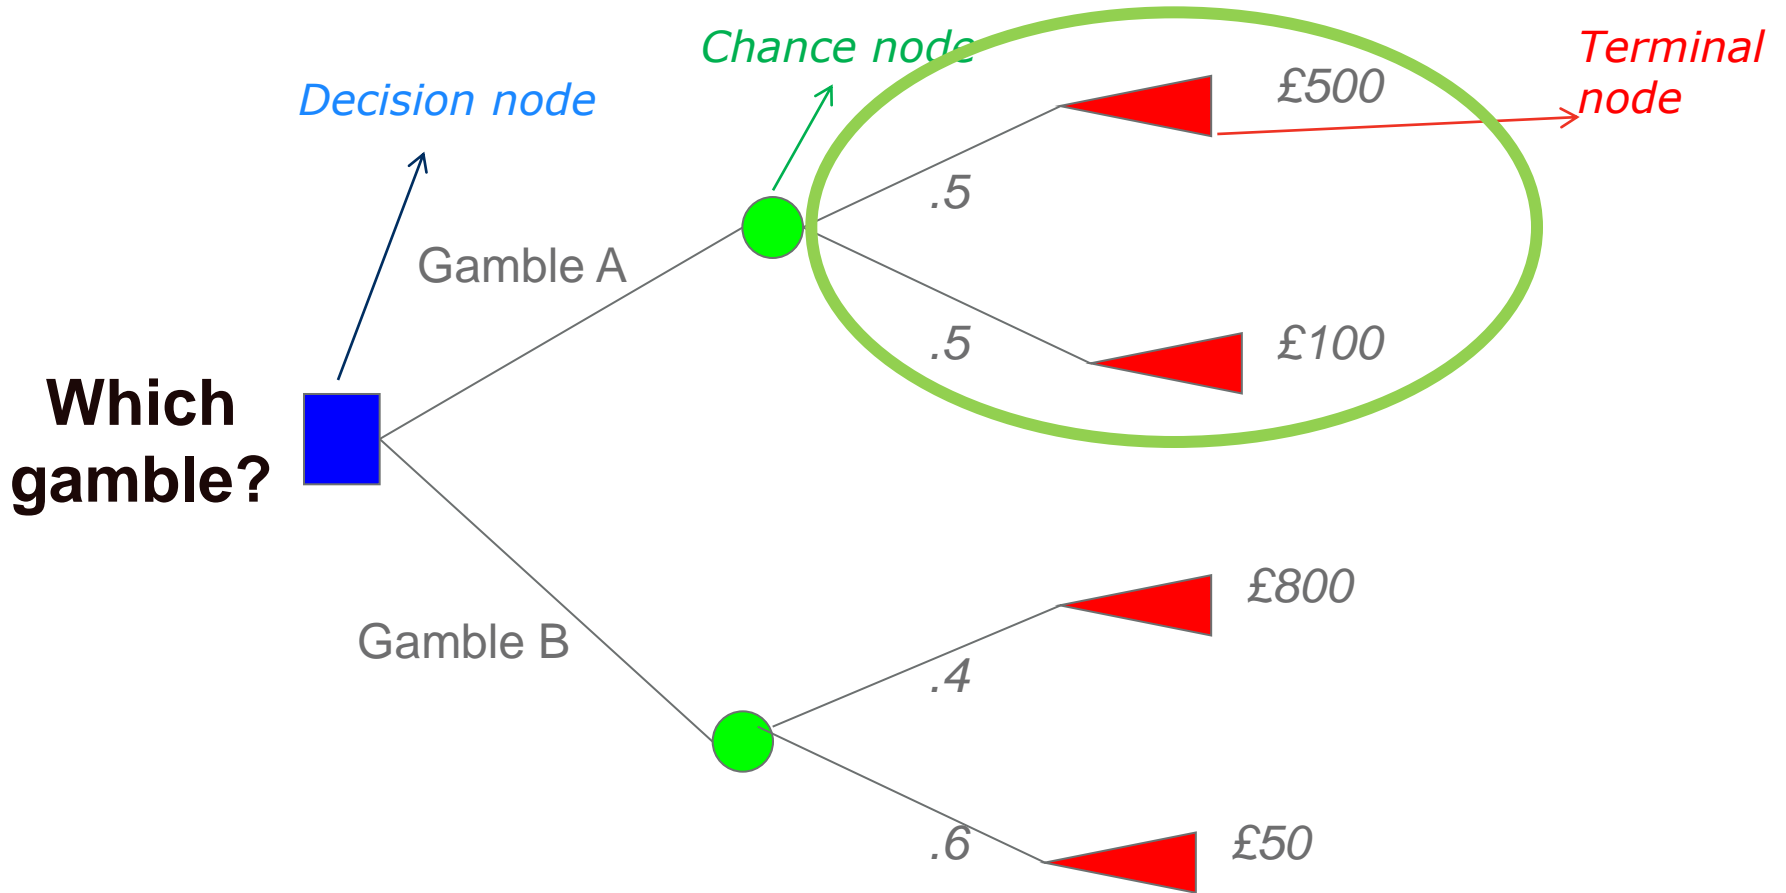 Decision node
Chance node
Terminal
node
£500
.5
Gamble A
.5
£100
Which
gamble?
£800
Gamble B
.4
.6
£50